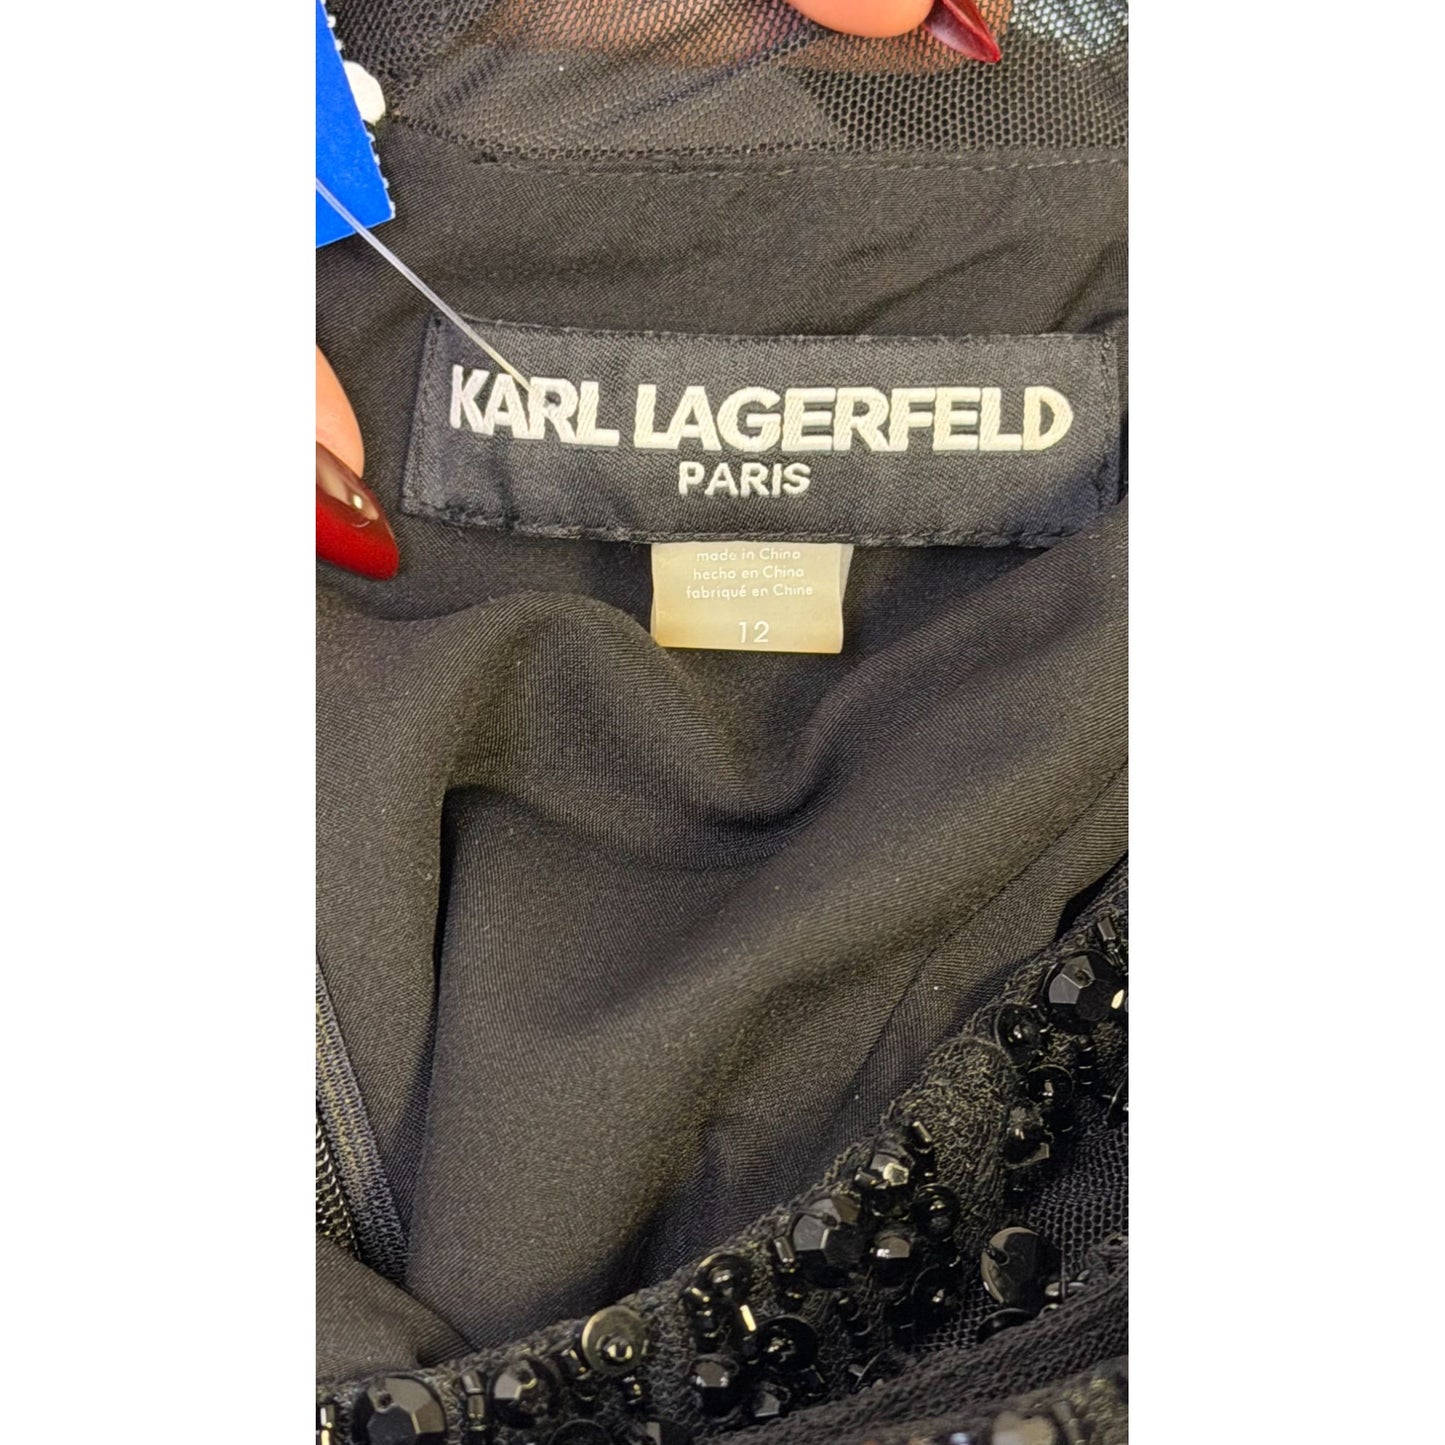 KARL LAGERFELD
PARIS
made in China
hecho en China
fabriqué en Chine
12